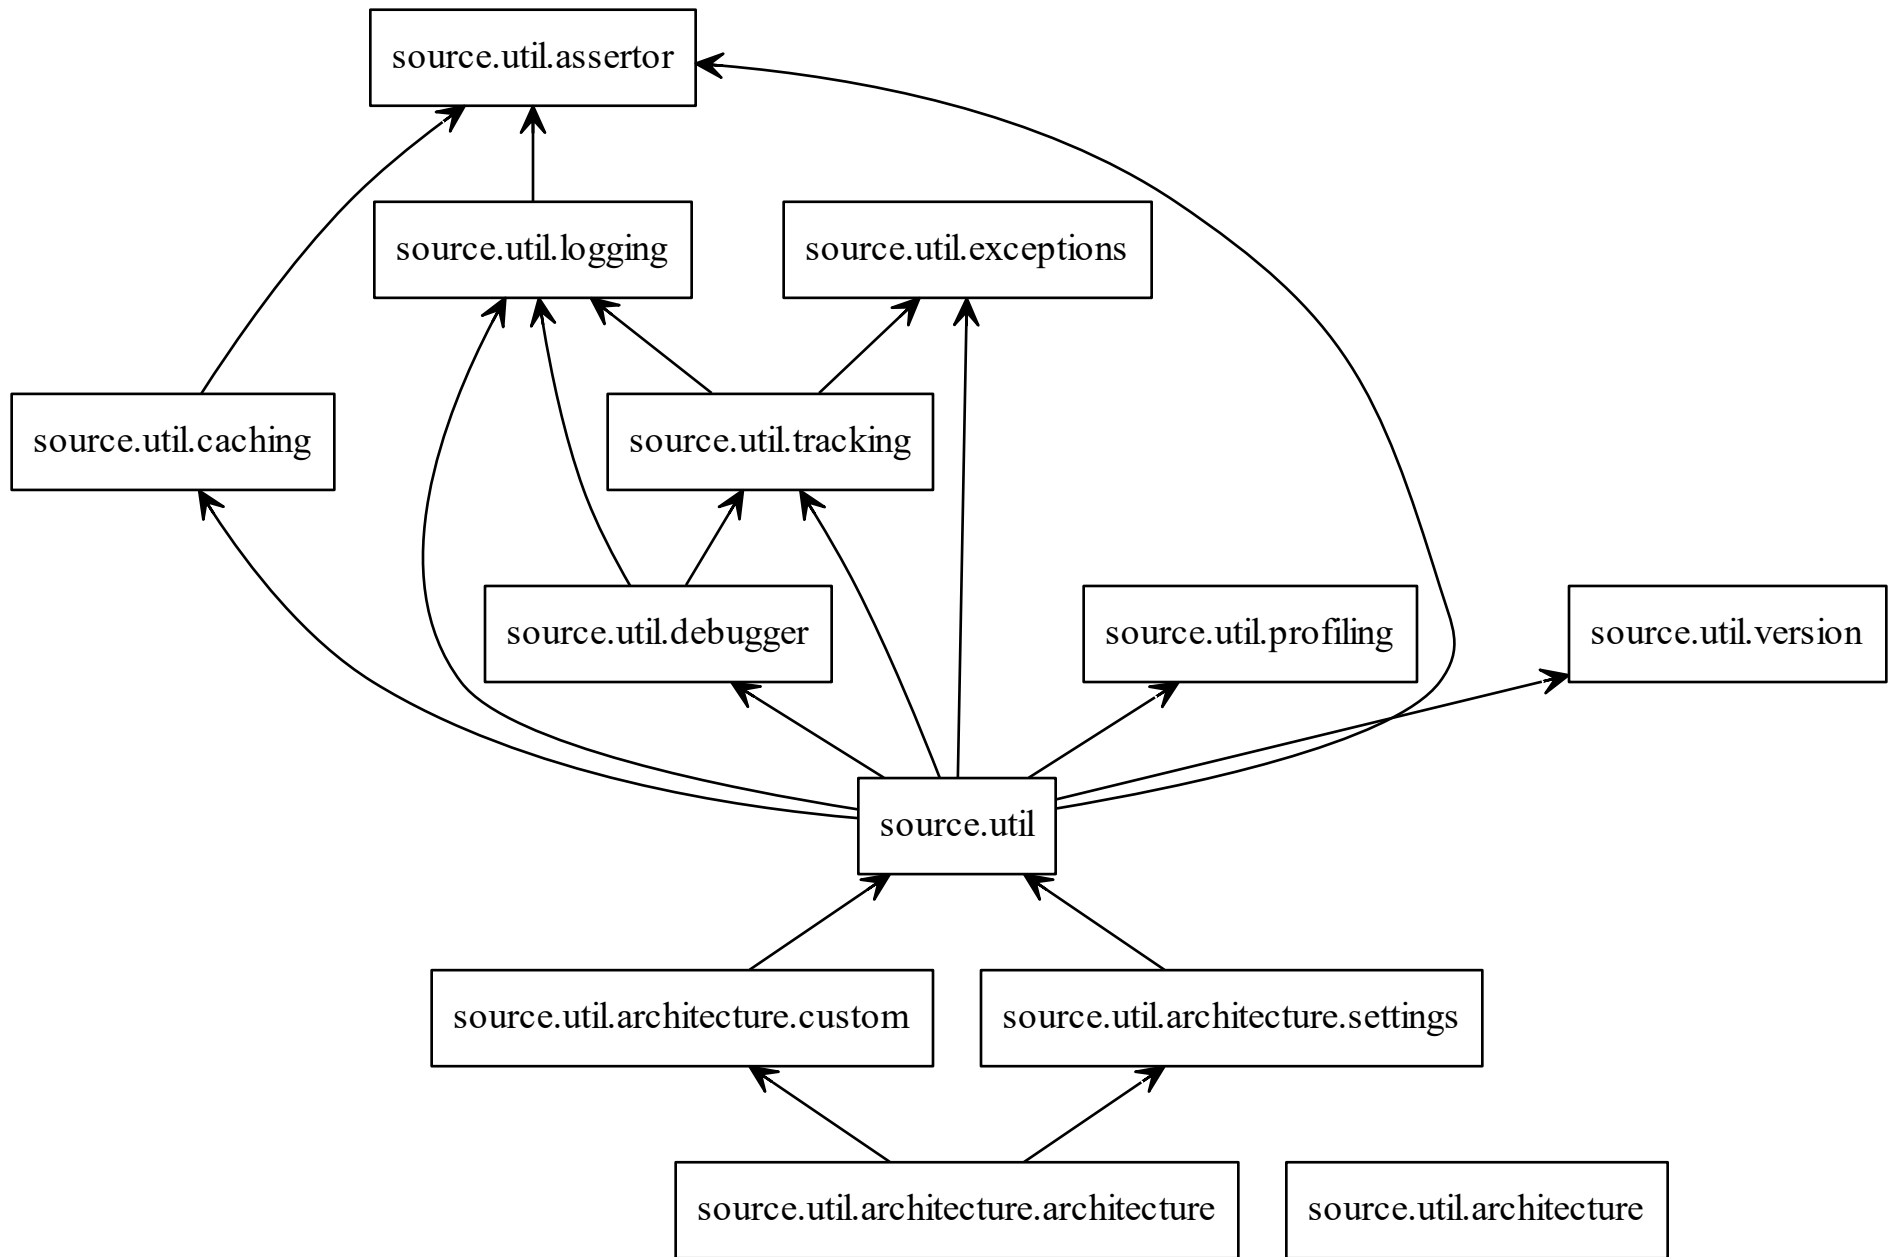 source.util.assertor
source.util.logging
source.util.exceptions
source.util.caching
source.util.tracking
source.util.debugger
source.util.profiling
source.util.version
source.util
source.util.architecture.custom
source.util.architecture.settings
source.util.architecture.architecture
source.util.architecture